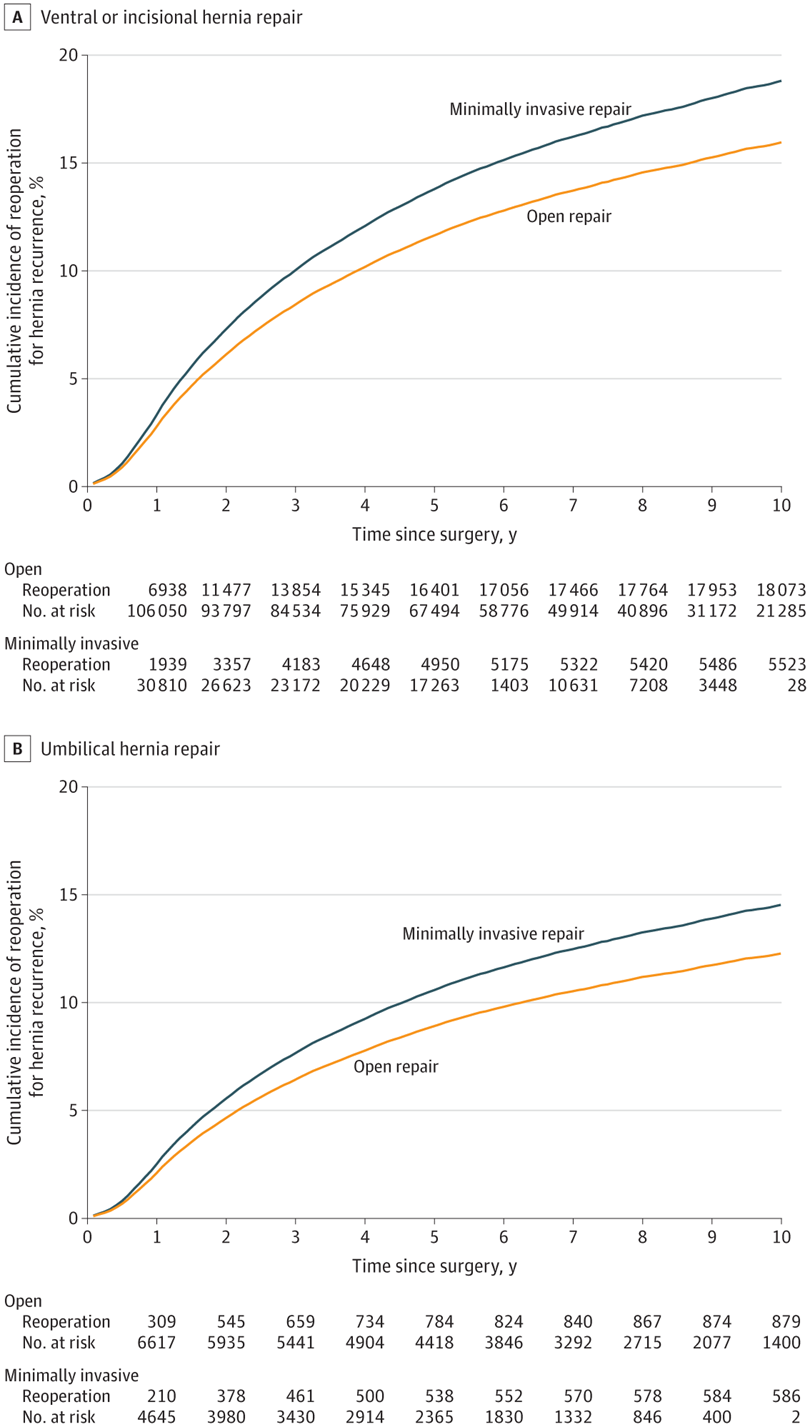 A Ventral or incisional hernia repair
20
15
10
5
0
Cumulative incidence of reoperation
for hernia recurrence, %
Minimally invasive repair
Open repair
0 1 2 3 4 5 6 7 8 9 10
Time since surgery, y
Open
Reoperation 6938 11477 13854 15345 16401 17056 17466 17764 17953 18073
No. at risk 106050 93797 84534 75929 67494 58776 49914 40896 31172 21285
Minimally invasive
Reoperation 1939 3357 4183 4648 4950 5175 5322 5420 5486 5523
No. at risk 30810 26623 23172 20229 17263 1403 10631 7208 3448 28
B Umbilical hernia repair
20
15
10
5
0
Cumulative incidence of reoperation
for hernia recurrence, %
Minimally invasive repair
Open repair
0 1 2 3 4 5 6 7 8 9 10
Time since surgery, y
Open
Reoperation 309 545 659 734 784 824 840 867 874 879
No. at risk 6617 5935 5441 4904 4418 3846 3292 2715 2077 1400
Minimally invasive
Reoperation 210 378 461 500 538 552 570 578 584 586
No. at risk 4645 3980 3430 2914 2365 1830 1332 846 400 2